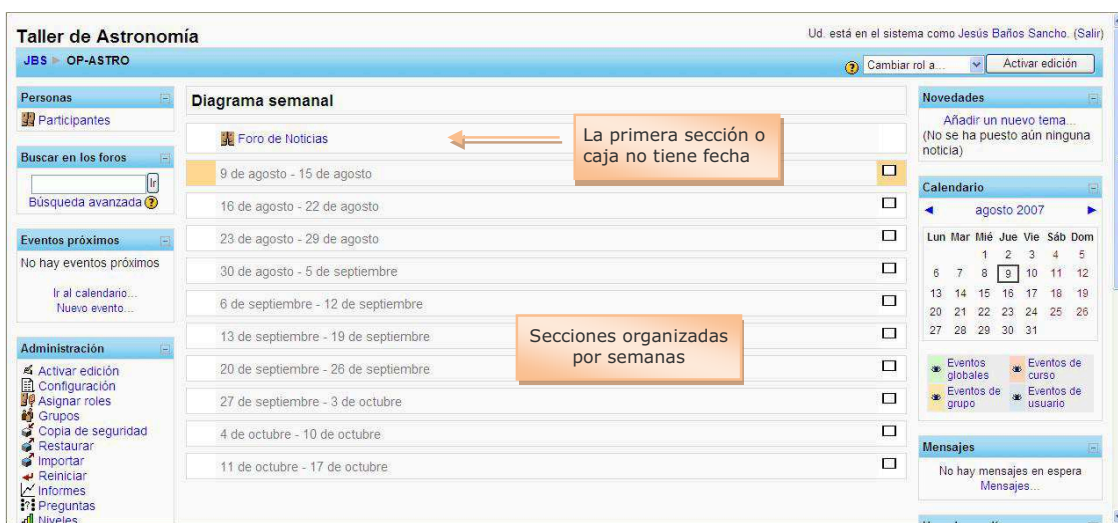 Taller de Astronomía
Ud. está en el sistema como Jesús Baños Sancho. (Salir)
JBS ► OP-ASTRO
Cambiar rol a...
Activar edición
Personas
Participantes
Buscar en los foros
Ir
Búsqueda avanzada
Eventos próximos
No hay eventos próximos
Ir al calendario...
Nuevo evento...
Administración
Activar edición
Configuración
Asignar roles
Grupos
Copia de seguridad
Restaurar
Importar
Reiniciar
Informes
Preguntas
Niveles
Diagrama semanal
Foro de Noticias
La primera sección o
caja no tiene fecha
9 de agosto - 15 de agosto
16 de agosto - 22 de agosto
23 de agosto - 29 de agosto
30 de agosto - 5 de septiembre
6 de septiembre - 12 de septiembre
13 de septiembre - 19 de septiembre
Secciones organizadas
por semanas
20 de septiembre - 26 de septiembre
27 de septiembre - 3 de octubre
4 de octubre - 10 de octubre
11 de octubre - 17 de octubre
Novedades
Añadir un nuevo tema...
(No se ha puesto aún ninguna
noticia)
Calendario
◄ agosto 2007 ►
Lun Mar Mié Jue Vie Sáb Dom
1 2 3 4 5
6 7 8 9 10 11 12
13 14 15 16 17 18 19
20 21 22 23 24 25 26
27 28 29 30 31
Eventos
globales
Eventos de
curso
Eventos de
grupo
Eventos de
usuario
Mensajes
No hay mensajes en espera
Mensajes...